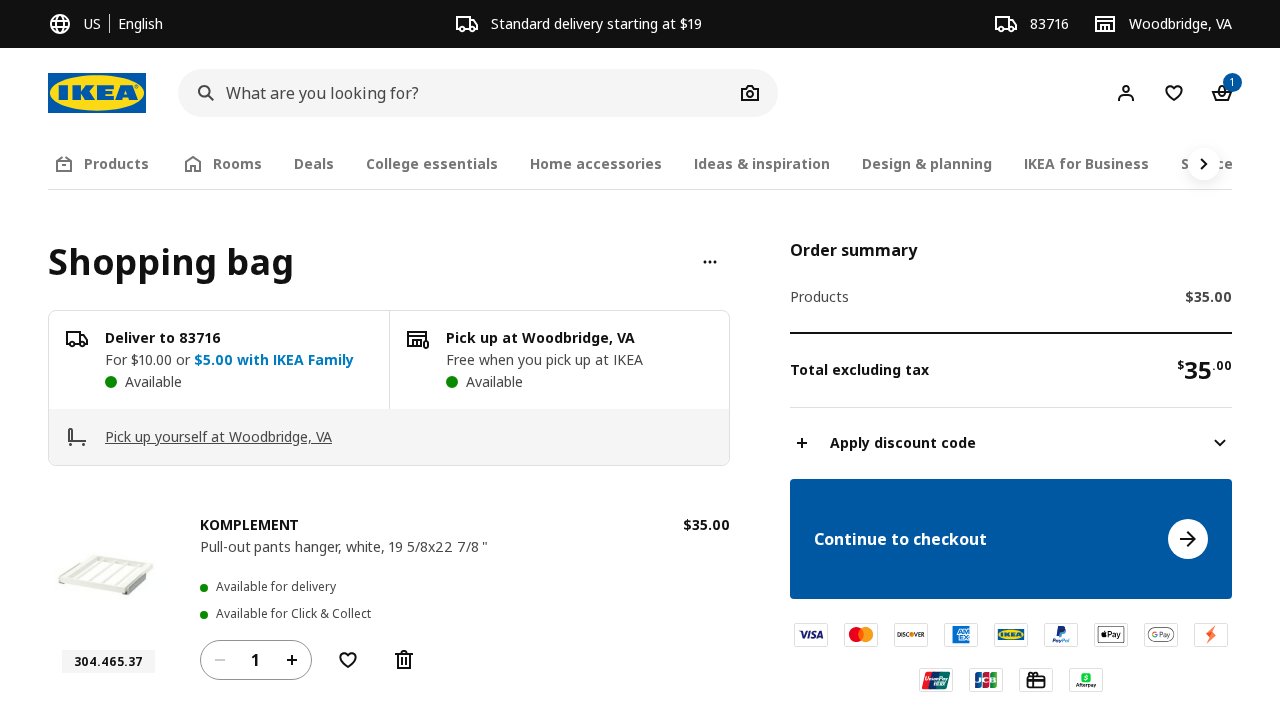 US English
Standard delivery starting at $19
83716
Woodbridge, VA
IKEA
What are you looking for?
1
Products
Rooms
Deals
College essentials
Home accessories
Ideas & inspiration
Design & planning
IKEA for Business
Shopping bag
Deliver to 83716
For $10.00 or $5.00 with IKEA Family
Available
Pick up at Woodbridge, VA
Free when you pick up at IKEA
Available
Pick up yourself at Woodbridge, VA
KOMPLEMENT
$35.00
Pull-out pants hanger, white, 19 5/8x22 7/8 "
Available for delivery
Available for Click & Collect
304.465.37
1
Order summary
Products
$35.00
Total excluding tax
$35.00
Apply discount code
Continue to checkout
VISA
DISCOVER
AMEX
IKEA
PayPal
Pay
G Pay
UnionPay
JCB
Afterpay